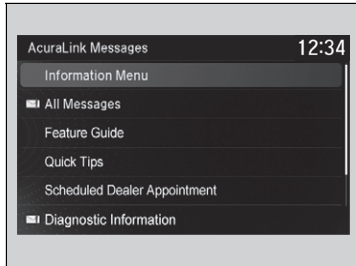 AcuraLink Messages 12:34
Information Menu
All Messages
Feature Guide
Quick Tips
Scheduled Dealer Appointment
Diagnostic Information